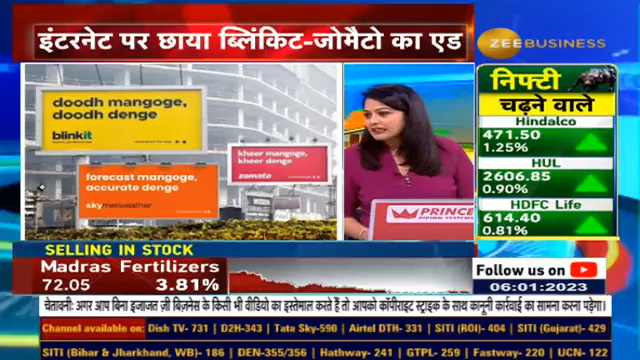 इंटरनेट पर छाया ब्लिंकिट-जोमैटो का एड
ZEE BUSINESS
doodh mangoge,
doodh denge
blinkit
kheer mangoge,
kheer denge
zomato
forecast mangoge,
accurate denge
skymetweather
PRINCE
PIPING SYSTEMS
निफ्टी
चढ़ने वाले
Hindalco
471.50
1.25%
HUL
2606.85
0.90%
HDFC Life
614.40
0.81%
SELLING IN STOCK
Madras Fertilizers
72.05 3.81%
Follow us on
06:01:2023
चेतावनी: अगर आप बिना इजाजत ज़ी बिज़नेस के किसी भी वीडियो का इस्तेमाल करते हैं तो आपको कॉपीराइट स्ट्राइक के साथ कानूनी कार्रवाई का सामना करना पड़ेगा।
Channel available on: Dish TV- 731 | D2H-343 | Tata Sky-590 | Airtel DTH- 331 | SITI (ROI) - 404 | SITI (Gujarat) - 429
SITI (Bihar & Jharkhand, WB)- 186 | DEN-355/356 | Hathway- 241 | GTPL- 259 | Fastway- 220 | UCN- 122